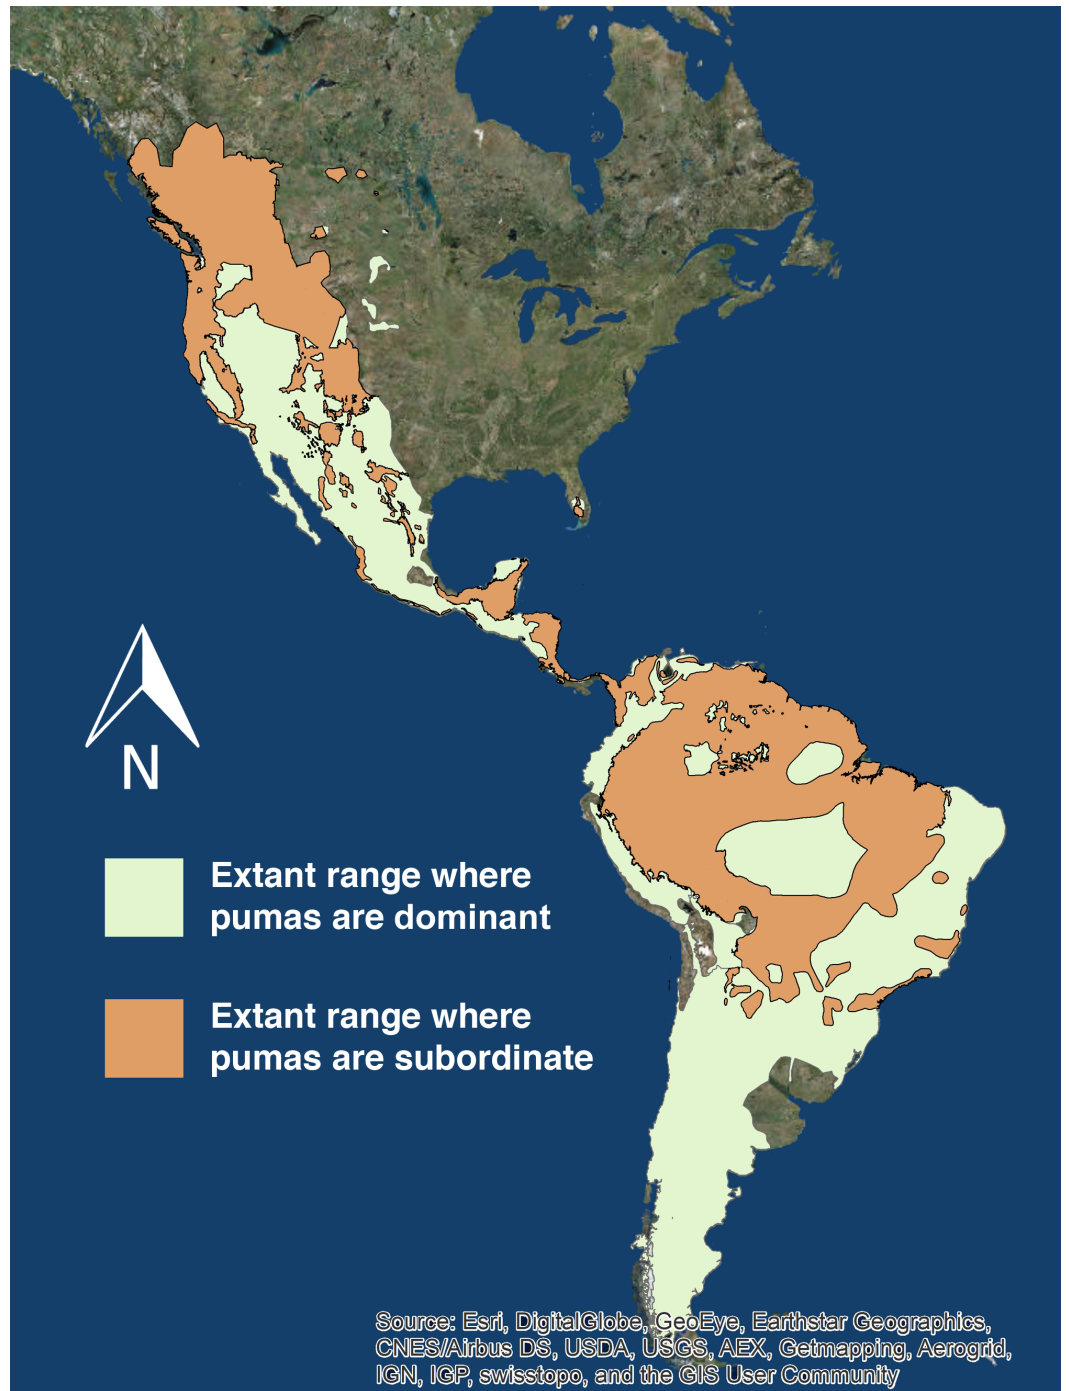 N
Extant range where
pumas are dominant
Extant range where
pumas are subordinate
Source: Esri, DigitalGlobe, GeoEye, Earthstar Geographics,
CNES/Airbus DS, USDA, USGS, AEX, Getmapping, Aerogrid,
IGN, IGP, swisstopo, and the GIS User Community